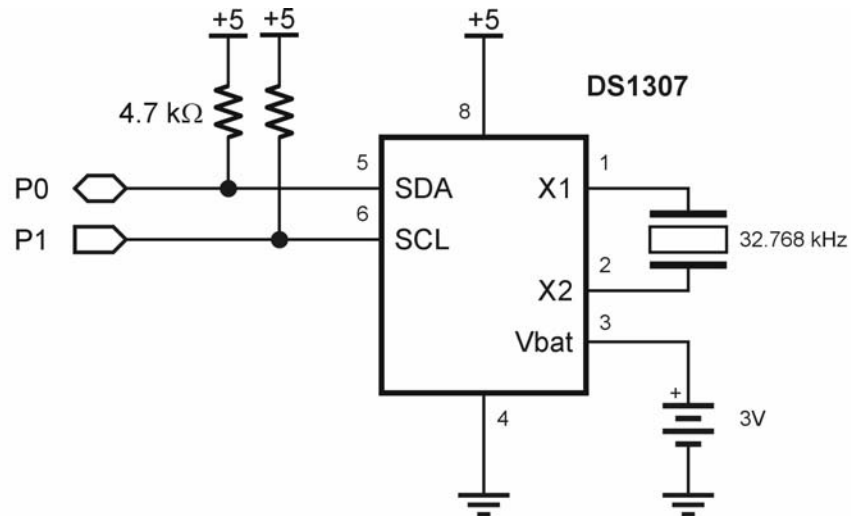 +5 +5 +5
DS1307
4.7 kΩ
8
P0 5 SDA X1 1
P1 6 SCL
32.768 kHz
X2 2
Vbat 3
+
3V
4